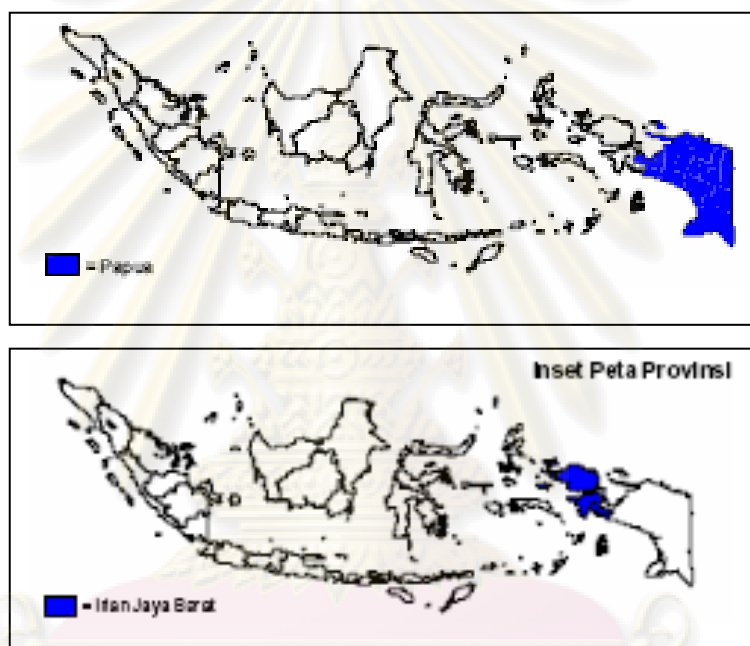 = Papua
Inset Peta Provinsi
= Irian Jaya Barat